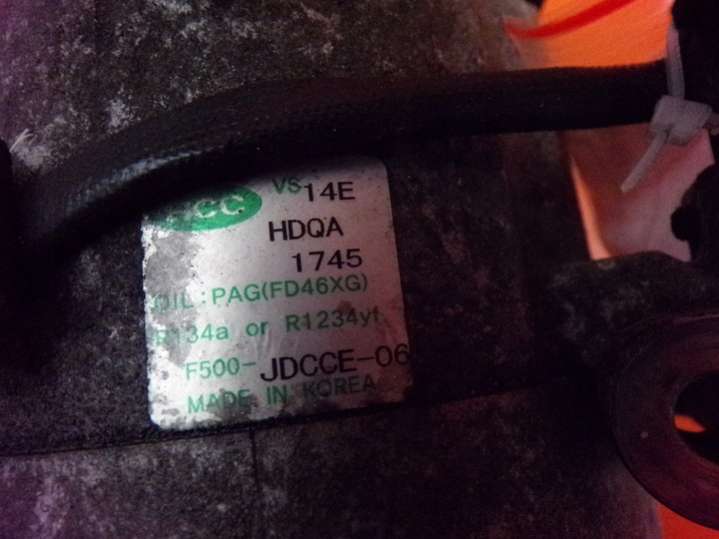 VS14E
HDQA
1745
OIL:PAG(FD46XG)
R134a or R1234yf
F500-JDCCE-06
MADE IN KOREA